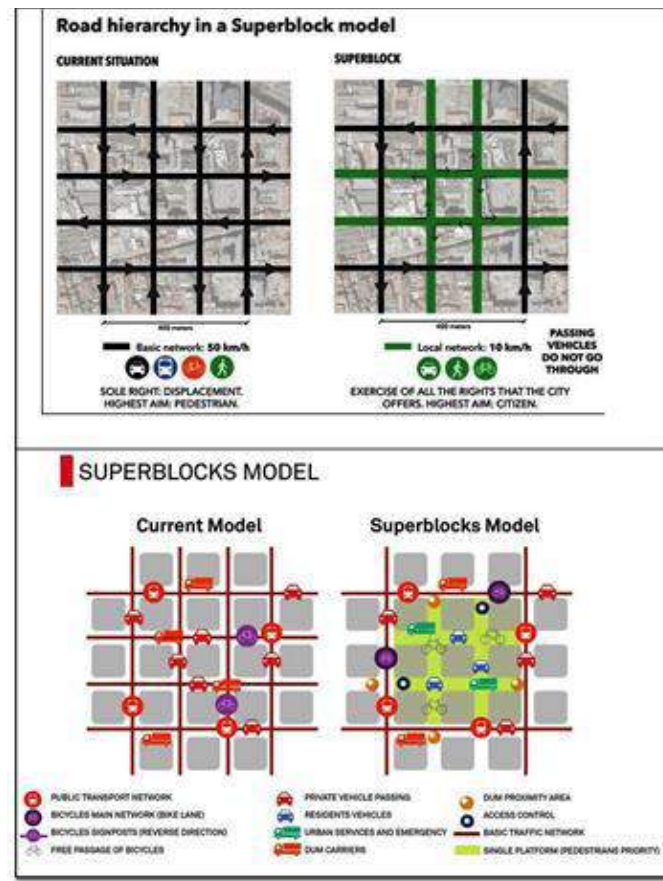 Road hierarchy in a Superblock model
CURRENT SITUATION
SUPERBLOCK
400 meters
400 meters
Basic network: 50 km/h
Local network: 10 km/h
PASSING
VEHICLES
DO NOT GO
THROUGH
SOLE RIGHT: DISPLACEMENT.
HIGHEST AIM: PEDESTRIAN.
EXERCISE OF ALL THE RIGHTS THAT THE CITY
OFFERS. HIGHEST AIM: CITIZEN.
SUPERBLOCKS MODEL
Current Model
Superblocks Model
PUBLIC TRANSPORT NETWORK
BICYCLES MAIN NETWORK (BIKE LANE)
BICYCLES SIGNPOSTS (REVERSE DIRECTION)
FREE PASSAGE OF BICYCLES
PRIVATE VEHICLE PASSING
RESIDENTS VEHICLES
URBAN SERVICES AND EMERGENCY
DUM CARRIERS
DUM PROXIMITY AREA
ACCESS CONTROL
BASIC TRAFFIC NETWORK
SINGLE PLATFORM (PEDESTRIANS PRIORITY)